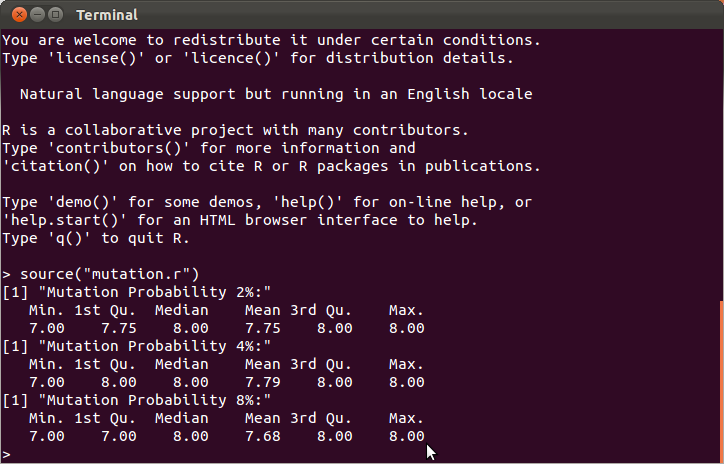 Terminal
You are welcome to redistribute it under certain conditions.
Type 'license()' or 'licence()' for distribution details.
Natural language support but running in an English locale
R is a collaborative project with many contributors.
Type 'contributors()' for more information and
'citation()' on how to cite R or R packages in publications.
Type 'demo()' for some demos, 'help()' for on-line help, or
'help.start()' for an HTML browser interface to help.
Type 'q()' to quit R.
> source("mutation.r")
[1] "Mutation Probability 2%:"
   Min. 1st Qu.  Median    Mean 3rd Qu.    Max.
   7.00    7.75    8.00    7.75    8.00    8.00
[1] "Mutation Probability 4%:"
   Min. 1st Qu.  Median    Mean 3rd Qu.    Max.
   7.00    8.00    8.00    7.79    8.00    8.00
[1] "Mutation Probability 8%:"
   Min. 1st Qu.  Median    Mean 3rd Qu.    Max.
   7.00    7.00    8.00    7.68    8.00    8.00
>